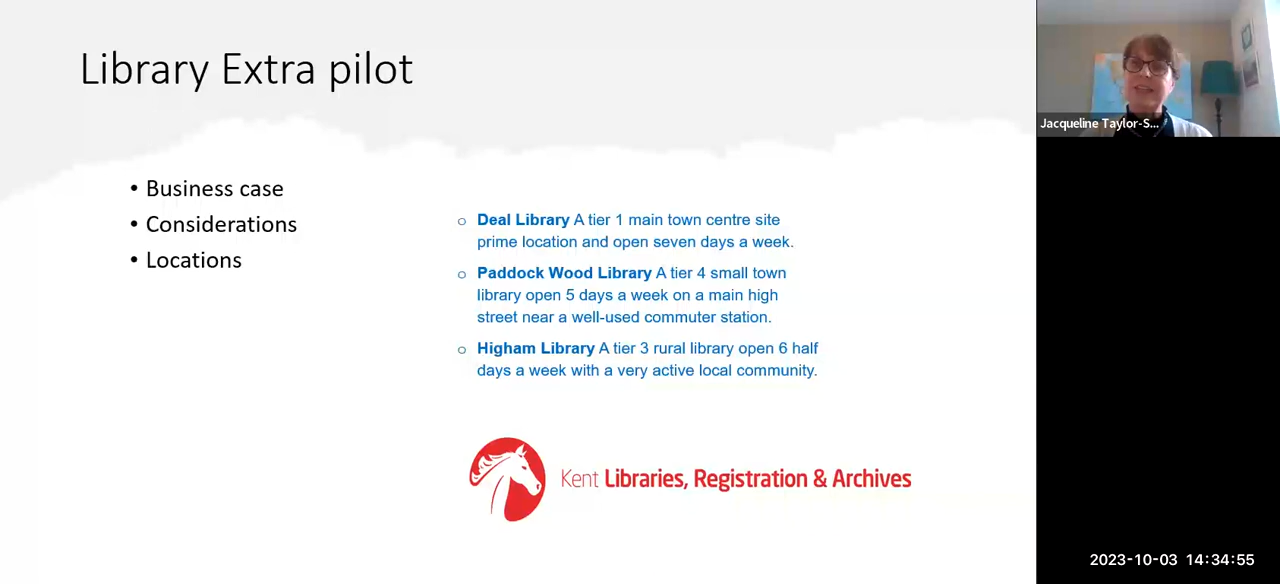 Library Extra pilot
• Business case
• Considerations
• Locations
o Deal Library A tier 1 main town centre site
prime location and open seven days a week.
o Paddock Wood Library A tier 4 small town
library open 5 days a week on a main high
street near a well-used commuter station.
o Higham Library A tier 3 rural library open 6 half
days a week with a very active local community.
Kent Libraries, Registration & Archives
Jacqueline Taylor-S...
2023-10-03 14:34:55